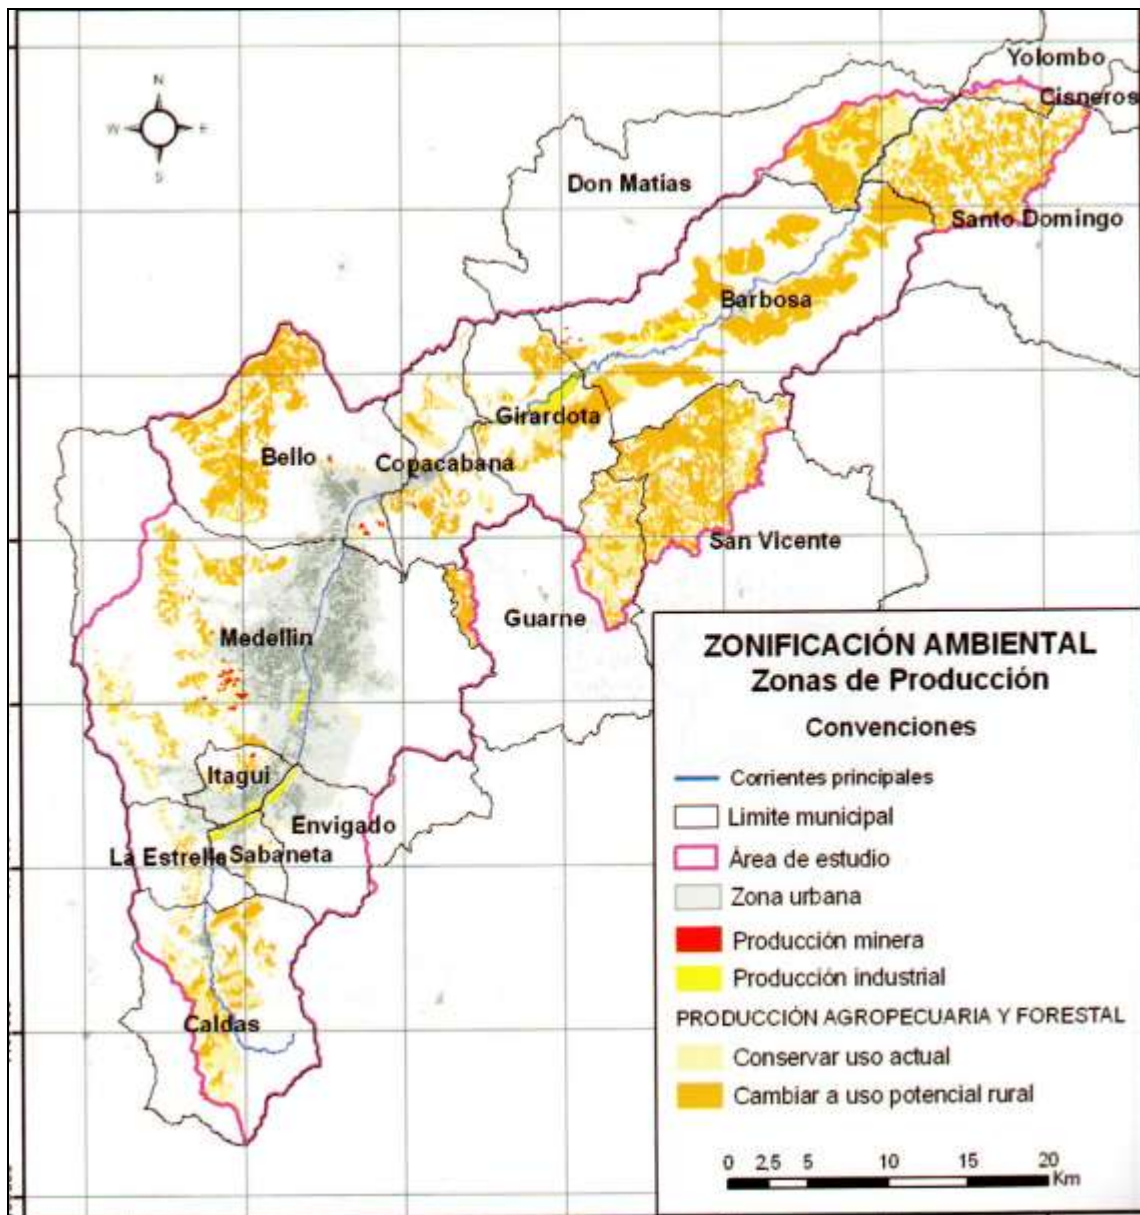 Yolombo
Cisneros
N
W E
S
Don Matías
Santo Domingo
Barbosa
Girardota
Bello
Copacabana
San Vicente
Guarne
Medellin
Itagui
Envigado
La Estrella Sabaneta
Caldas
ZONIFICACIÓN AMBIENTAL
Zonas de Producción
Convenciones
Corrientes principales
Limite municipal
Área de estudio
Zona urbana
Producción minera
Producción industrial
PRODUCCIÓN AGROPECUARIA Y FORESTAL
Conservar uso actual
Cambiar a uso potencial rural
0 2,5 5 10 15 20
Km